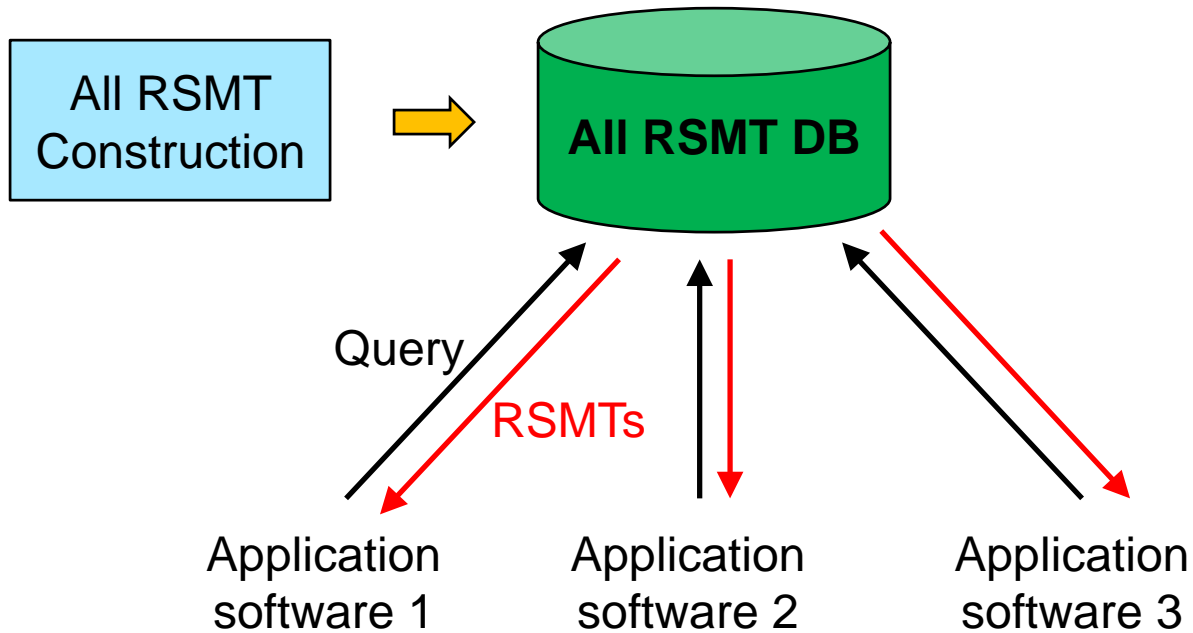 All RSMT
Construction
All RSMT DB
Query
RSMTs
Application
software 1
Application
software 2
Application
software 3